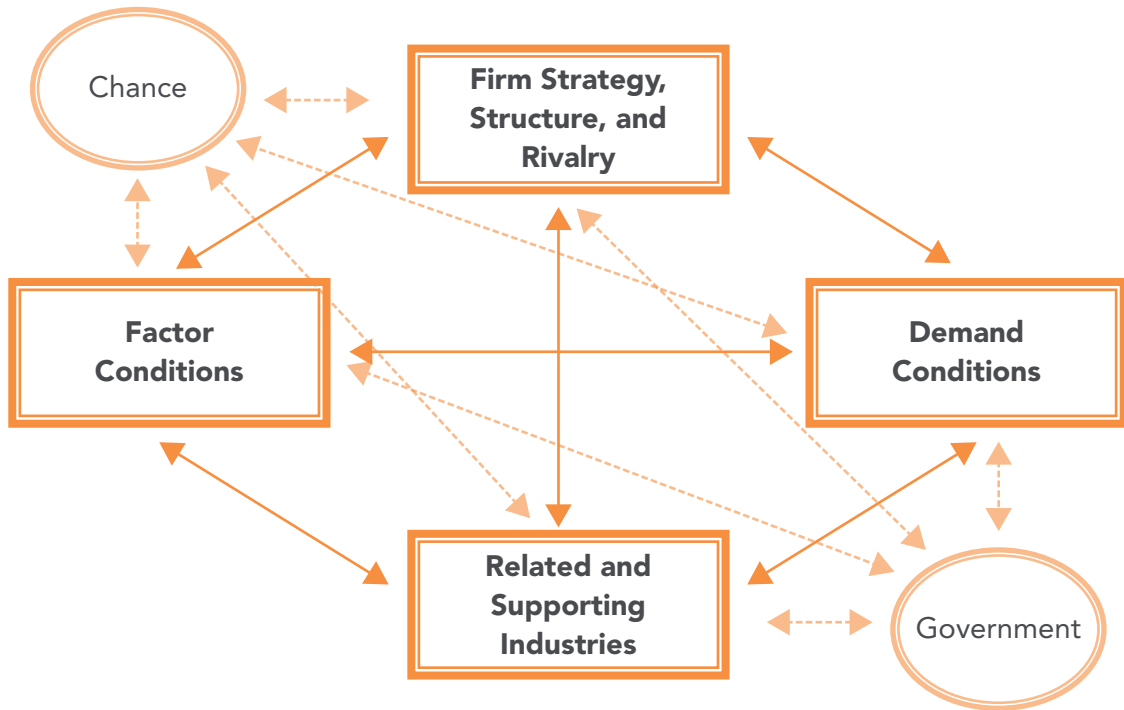 Chance
Firm Strategy,
Structure, and
Rivalry
Factor
Conditions
Demand
Conditions
Related and
Supporting
Industries
Government